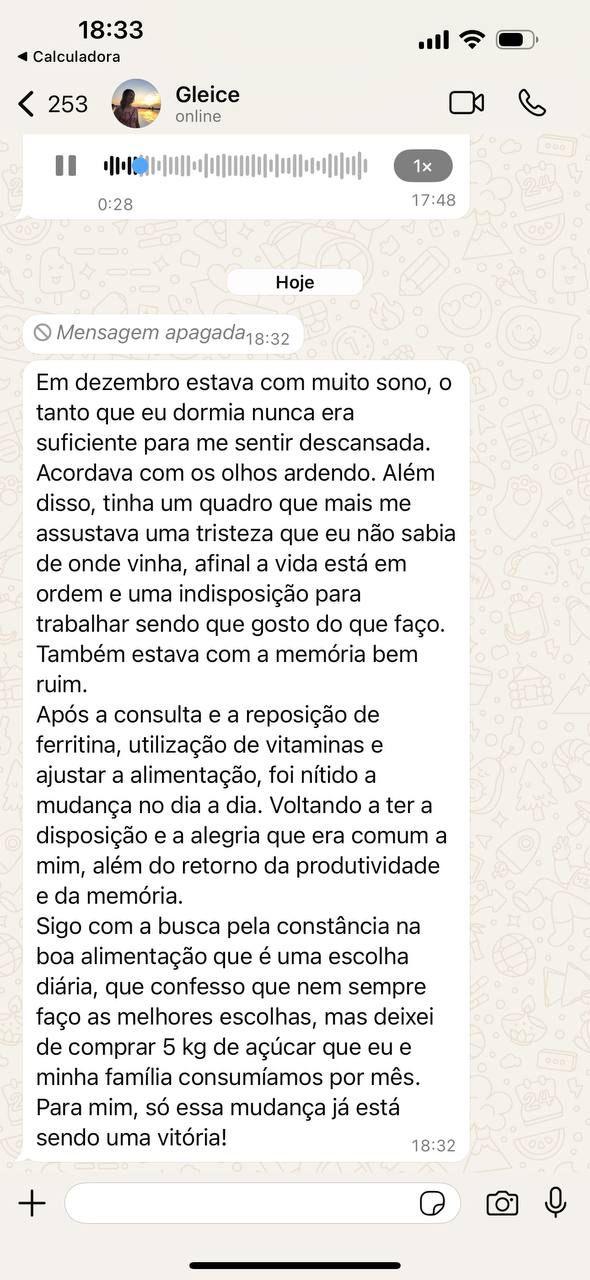 18:33
◀ Calculadora
253
Gleice
online
1×
0:28
17:48
Hoje
Mensagem apagada 18:32
Em dezembro estava com muito sono, o
tanto que eu dormia nunca era
suficiente para me sentir descansada.
Acordava com os olhos ardendo. Além
disso, tinha um quadro que mais me
assustava uma tristeza que eu não sabia
de onde vinha, afinal a vida está em
ordem e uma indisposição para
trabalhar sendo que gosto do que faço.
Também estava com a memória bem
ruim.
Após a consulta e a reposição de
ferritina, utilização de vitaminas e
ajustar a alimentação, foi nítido a
mudança no dia a dia. Voltando a ter a
disposição e a alegria que era comum a
mim, além do retorno da produtividade
e da memória.
Sigo com a busca pela constância na
boa alimentação que é uma escolha
diária, que confesso que nem sempre
faço as melhores escolhas, mas deixei
de comprar 5 kg de açúcar que eu e
minha família consumíamos por mês.
Para mim, só essa mudança já está
sendo uma vitória!
18:32